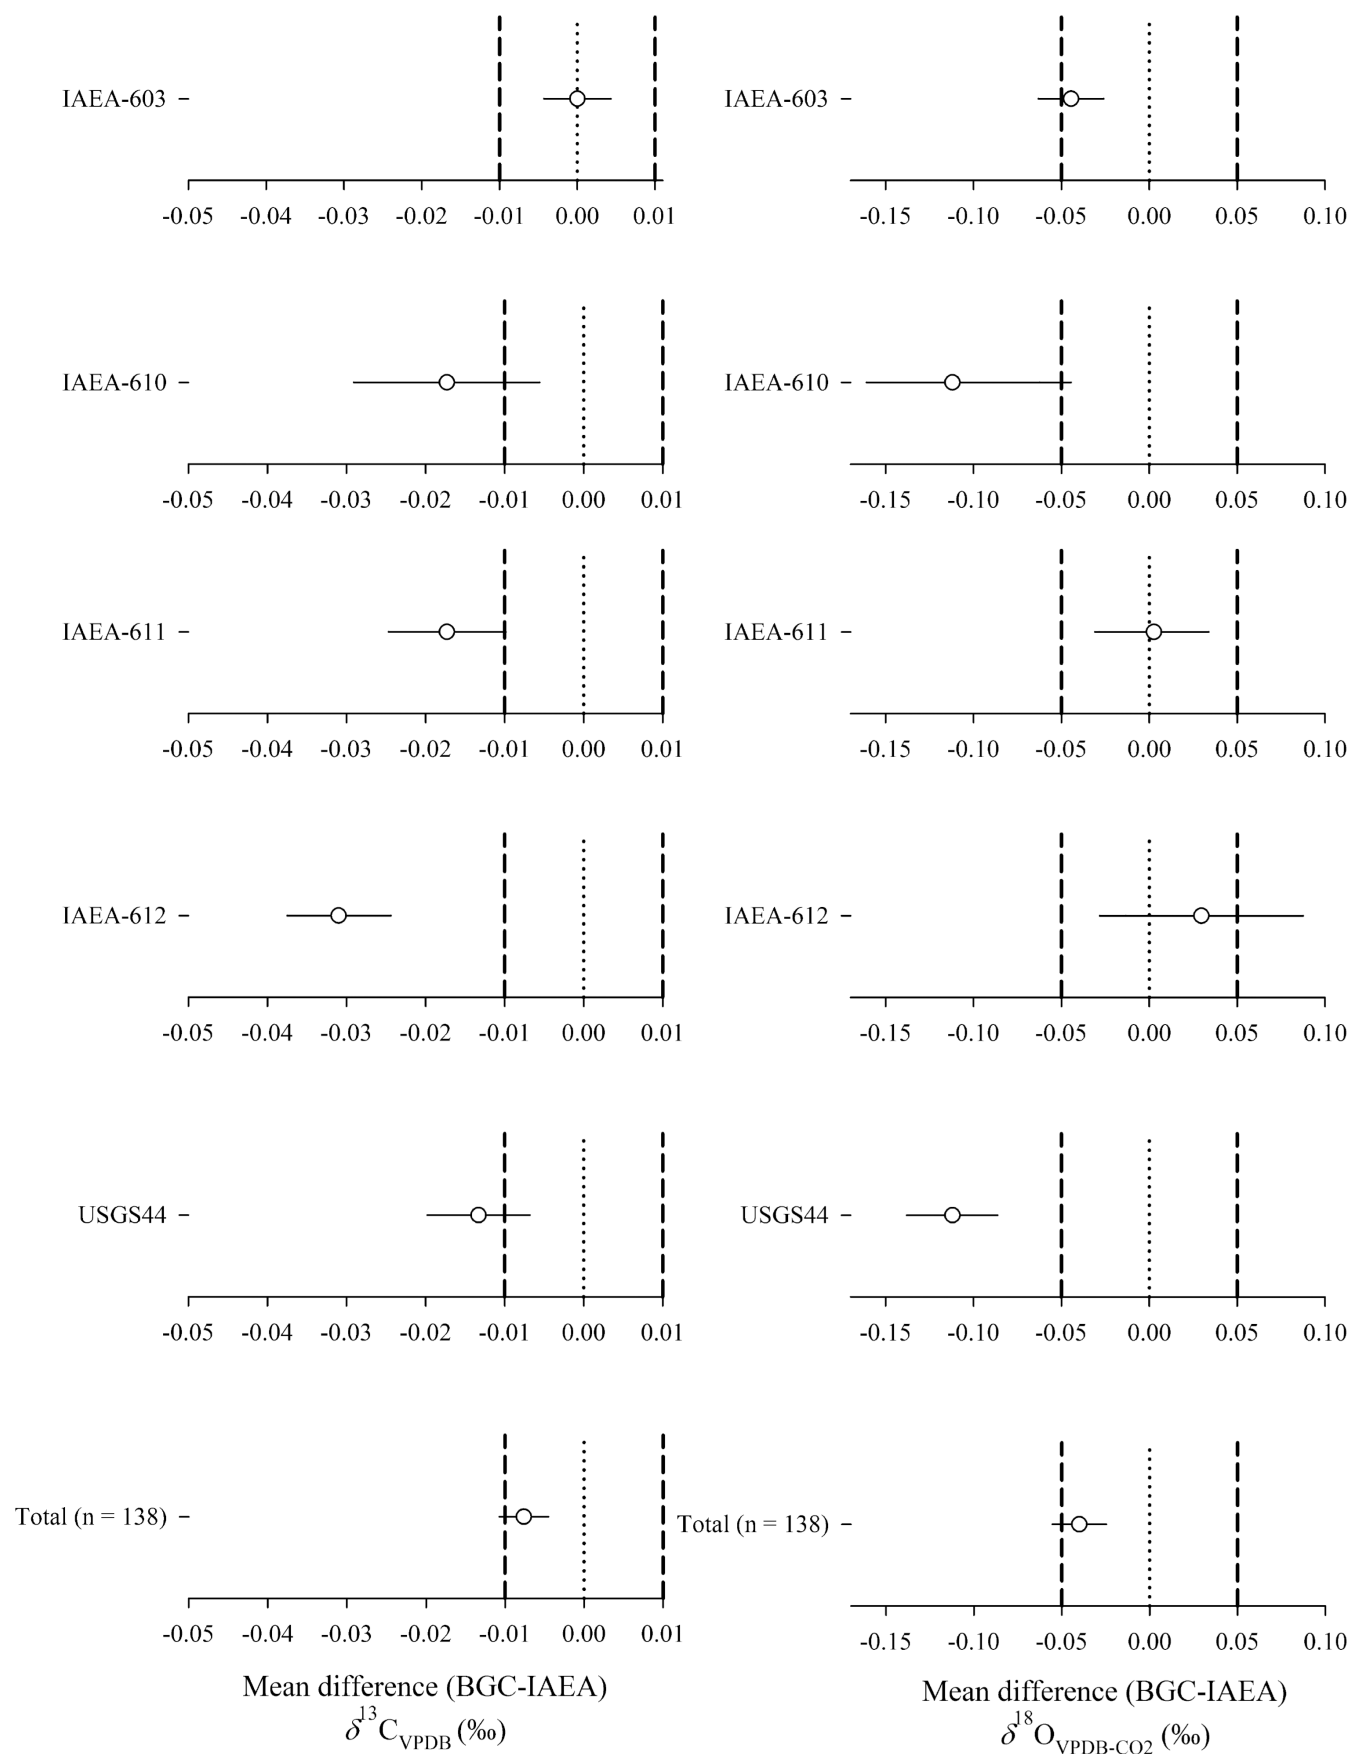 IAEA-603
-0.05 -0.04 -0.03 -0.02 -0.01 0.00 0.01
IAEA-603
-0.15 -0.10 -0.05 0.00 0.05 0.10
IAEA-610
-0.05 -0.04 -0.03 -0.02 -0.01 0.00 0.01
IAEA-610
-0.15 -0.10 -0.05 0.00 0.05 0.10
IAEA-611
-0.05 -0.04 -0.03 -0.02 -0.01 0.00 0.01
IAEA-611
-0.15 -0.10 -0.05 0.00 0.05 0.10
IAEA-612
-0.05 -0.04 -0.03 -0.02 -0.01 0.00 0.01
IAEA-612
-0.15 -0.10 -0.05 0.00 0.05 0.10
USGS44
-0.05 -0.04 -0.03 -0.02 -0.01 0.00 0.01
USGS44
-0.15 -0.10 -0.05 0.00 0.05 0.10
Total (n = 138)
-0.05 -0.04 -0.03 -0.02 -0.01 0.00 0.01
Mean difference (BGC-IAEA)
δ13CVPDB (‰)
Total (n = 138)
-0.15 -0.10 -0.05 0.00 0.05 0.10
Mean difference (BGC-IAEA)
δ18OVPDB-CO2 (‰)